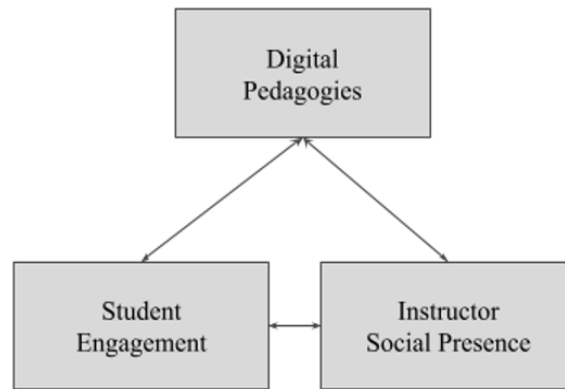 Digital
Pedagogies
Student
Engagement
Instructor
Social Presence